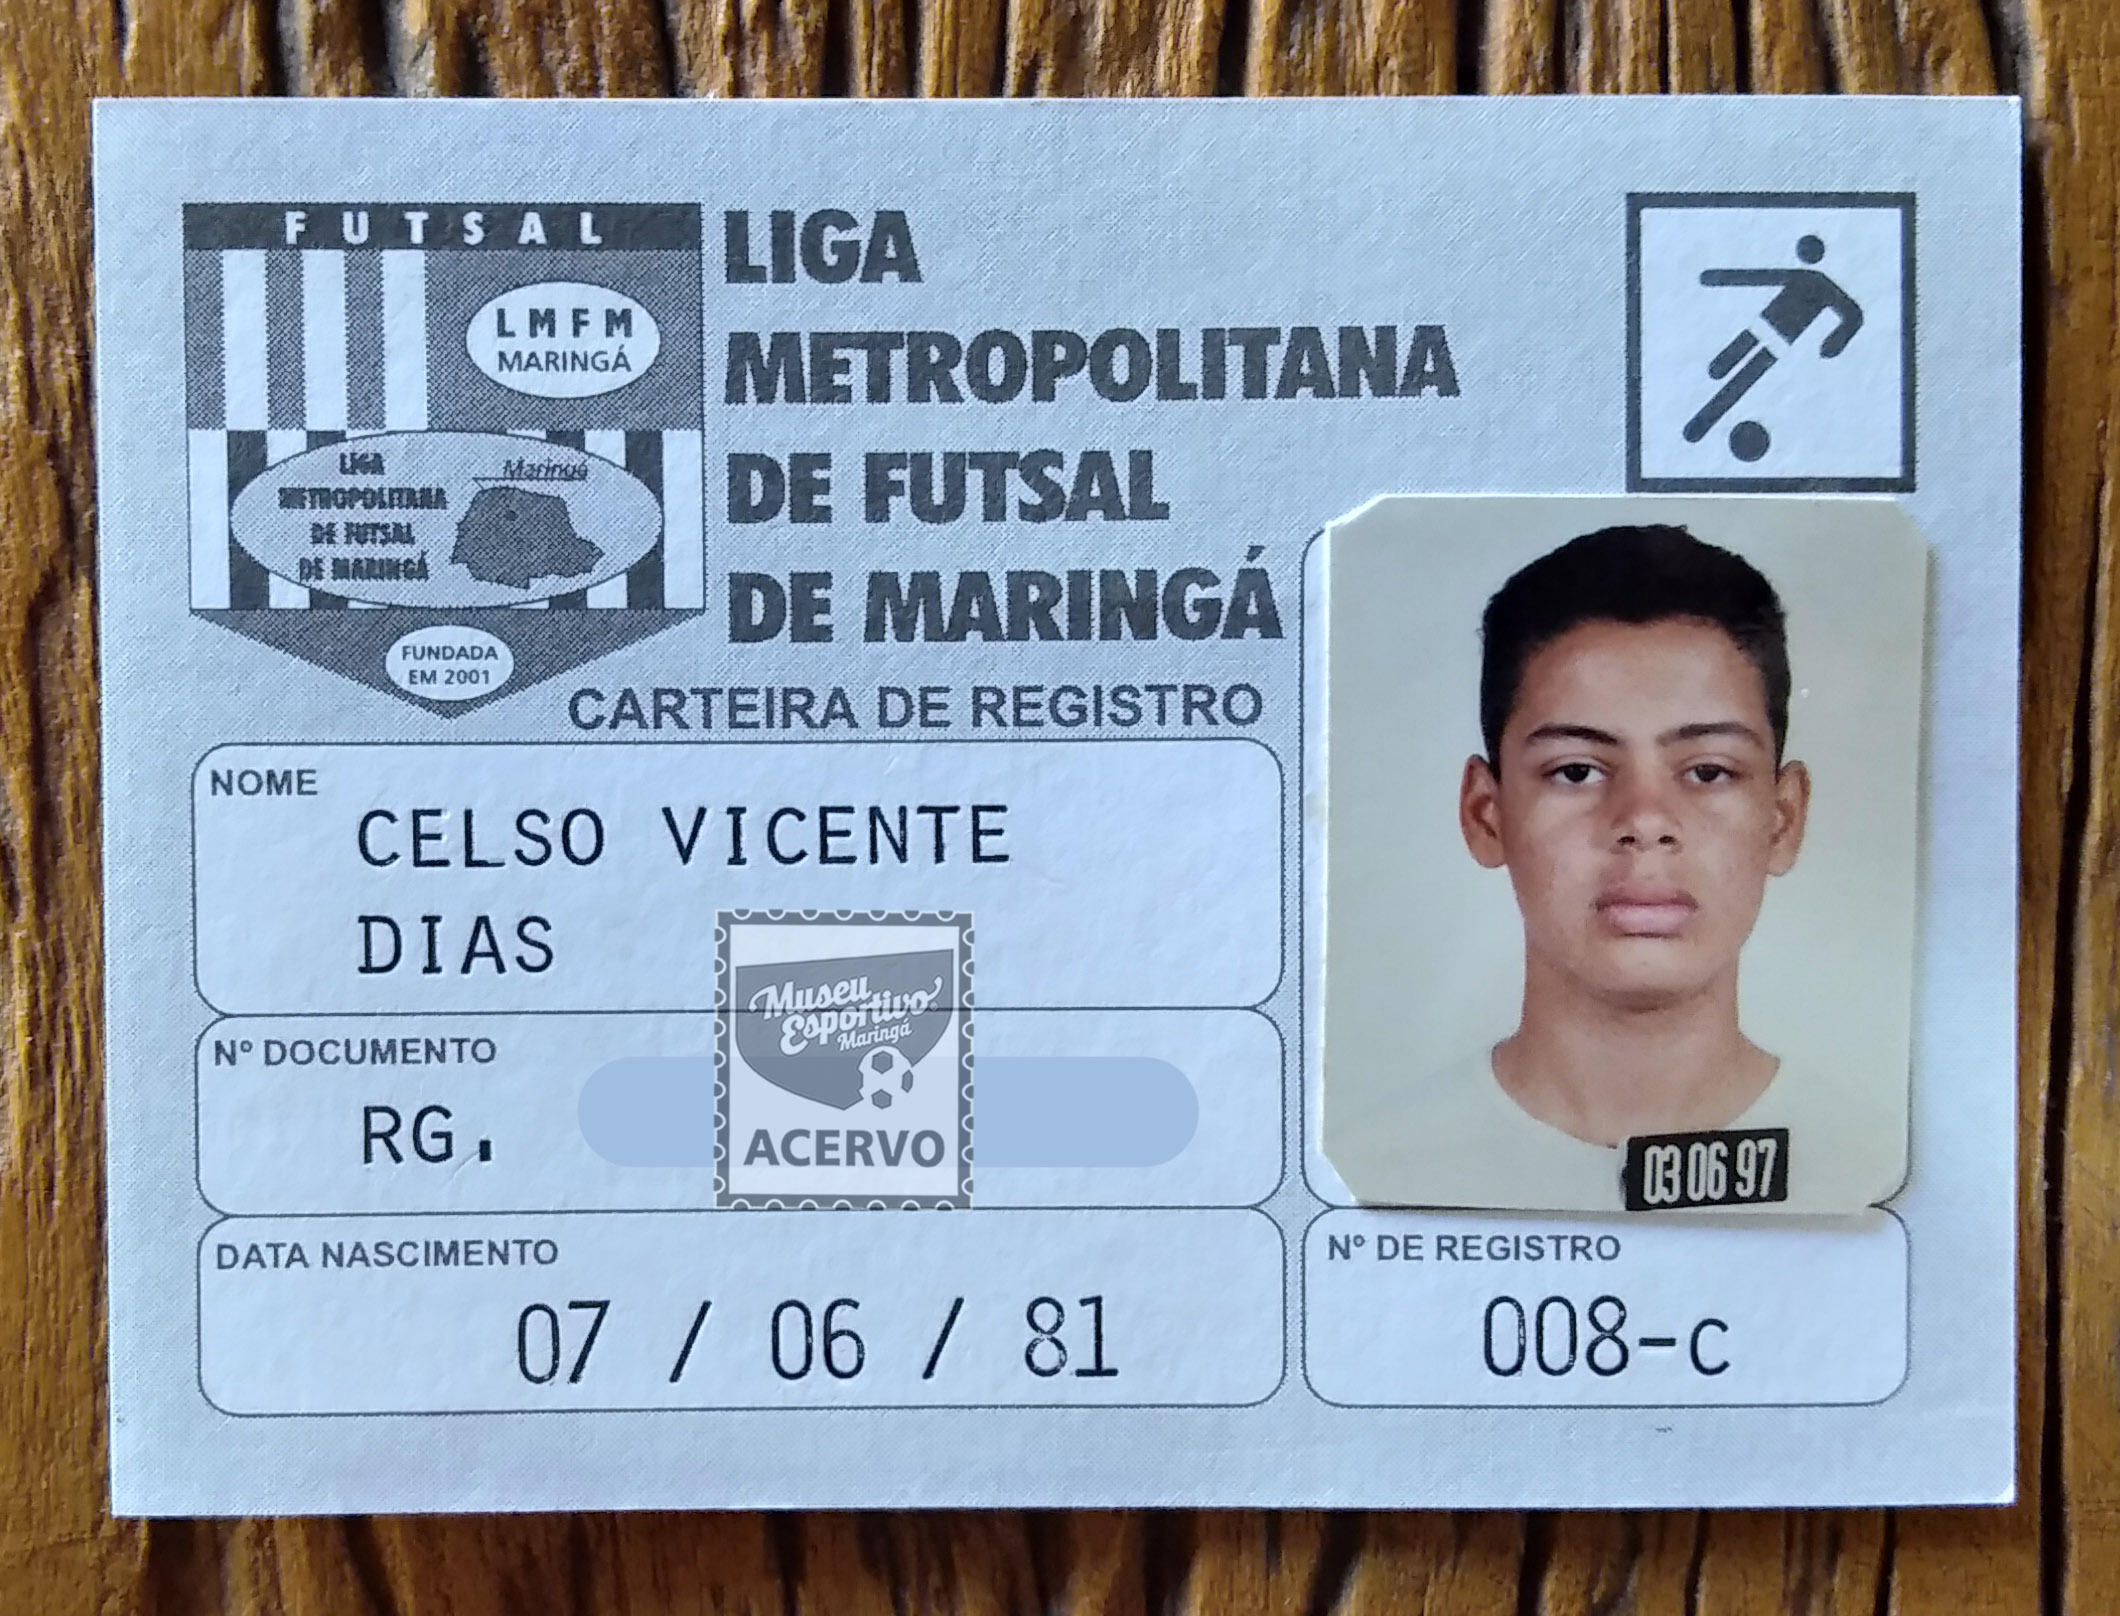 FUTSAL
LMFM
MARINGÁ
LIGA
METROPOLITANA
DE FUTSAL
DE MARINGÁ
Maringá
FUNDADA
EM 2001
LIGA
METROPOLITANA
DE FUTSAL
DE MARINGÁ
CARTEIRA DE REGISTRO
NOME
CELSO VICENTE
DIAS
Nº DOCUMENTO
RG.
Museu
Esportivo
Maringá
ACERVO
DATA NASCIMENTO
07 / 06 / 81
03 06 97
Nº DE REGISTRO
008-c